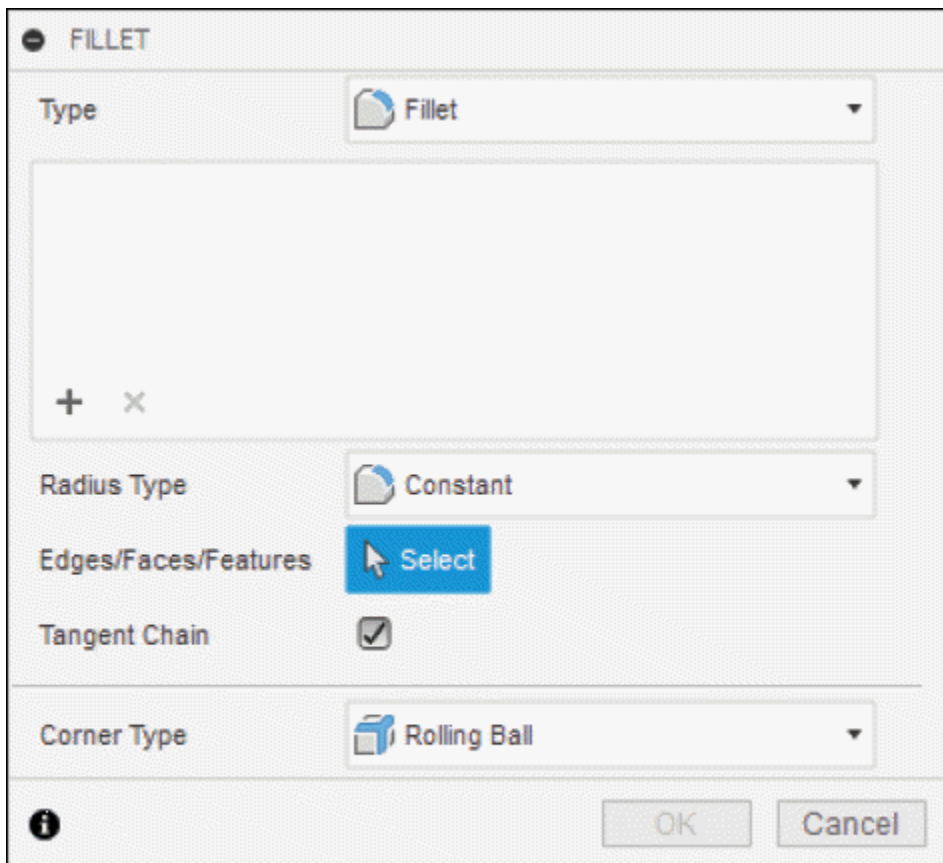 FILLET
Type Fillet
Radius Type Constant
Edges/Faces/Features Select
Tangent Chain
Corner Type Rolling Ball
OK Cancel